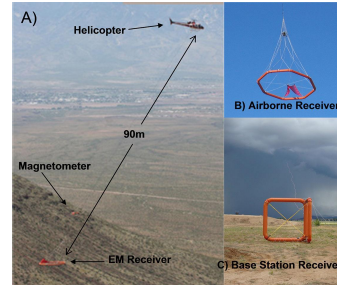 A)
Helicopter
B) Airborne Receiver
90m
Magnetometer
EM Receiver
C) Base Station Receiver